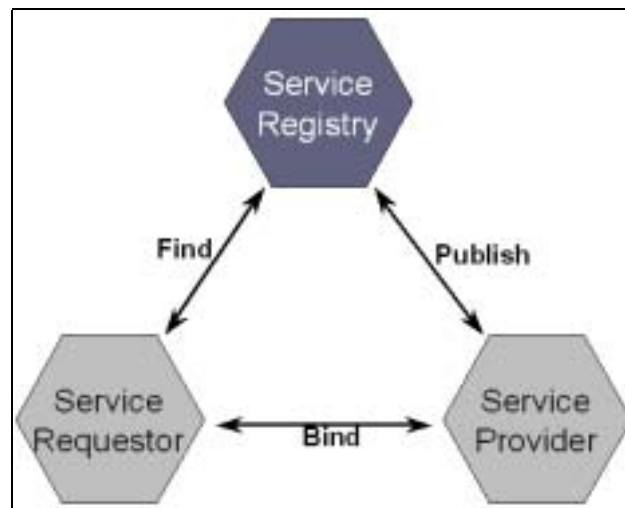 Service
Registry
Find
Publish
Service
Requestor
Bind
Service
Provider